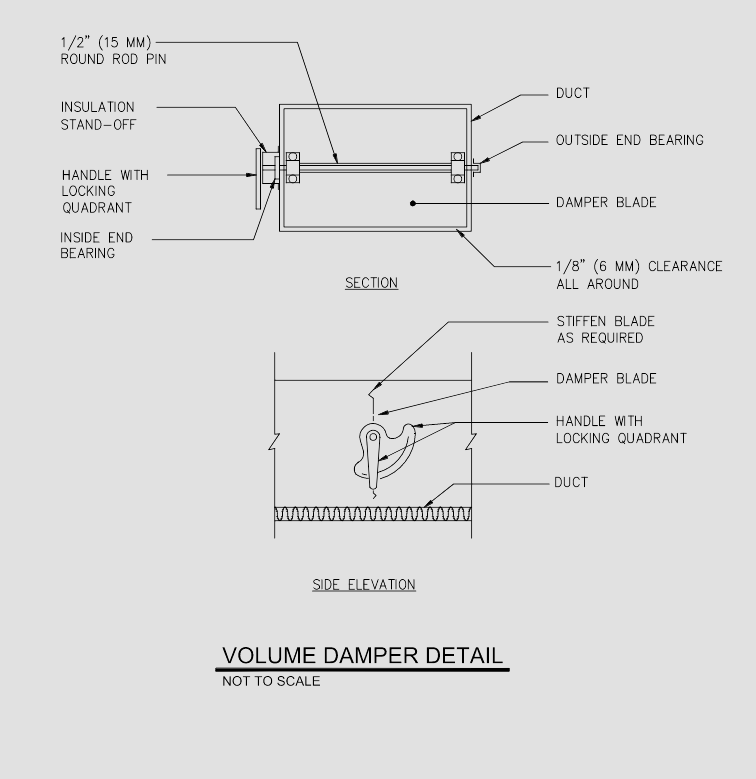 1/2” (15 MM)
ROUND ROD PIN
INSULATION
STAND-OFF
HANDLE WITH
LOCKING
QUADRANT
INSIDE END
BEARING
DUCT
OUTSIDE END BEARING
DAMPER BLADE
1/8” (6 MM) CLEARANCE
ALL AROUND
SECTION
STIFFEN BLADE
AS REQUIRED
DAMPER BLADE
HANDLE WITH
LOCKING QUADRANT
DUCT
SIDE ELEVATION
VOLUME DAMPER DETAIL
NOT TO SCALE